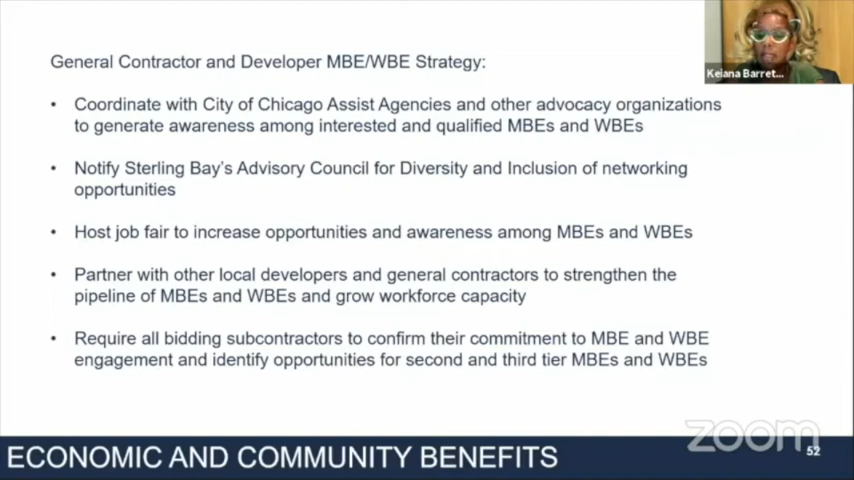 Keiana Barret...
General Contractor and Developer MBE/WBE Strategy:
• Coordinate with City of Chicago Assist Agencies and other advocacy organizations
to generate awareness among interested and qualified MBEs and WBEs
• Notify Sterling Bay's Advisory Council for Diversity and Inclusion of networking
opportunities
• Host job fair to increase opportunities and awareness among MBEs and WBEs
• Partner with other local developers and general contractors to strengthen the
pipeline of MBEs and WBEs and grow workforce capacity
• Require all bidding subcontractors to confirm their commitment to MBE and WBE
engagement and identify opportunities for second and third tier MBEs and WBEs
zoom
ECONOMIC AND COMMUNITY BENEFITS
52